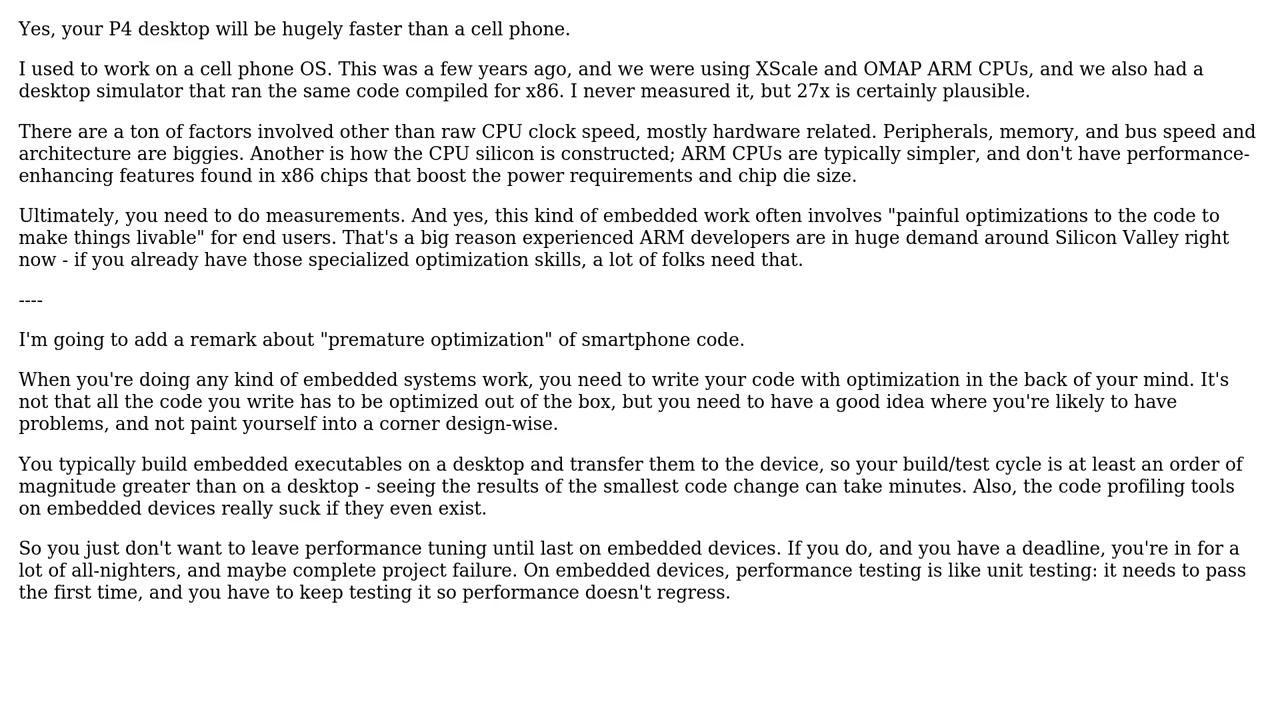 Yes, your P4 desktop will be hugely faster than a cell phone.
I used to work on a cell phone OS. This was a few years ago, and we were using XScale and OMAP ARM CPUs, and we also had a
desktop simulator that ran the same code compiled for x86. I never measured it, but 27x is certainly plausible.
There are a ton of factors involved other than raw CPU clock speed, mostly hardware related. Peripherals, memory, and bus speed and
architecture are biggies. Another is how the CPU silicon is constructed; ARM CPUs are typically simpler, and don't have performance-
enhancing features found in x86 chips that boost the power requirements and chip die size.
Ultimately, you need to do measurements. And yes, this kind of embedded work often involves "painful optimizations to the code to
make things livable" for end users. That's a big reason experienced ARM developers are in huge demand around Silicon Valley right
now - if you already have those specialized optimization skills, a lot of folks need that.
----
I'm going to add a remark about "premature optimization" of smartphone code.
When you're doing any kind of embedded systems work, you need to write your code with optimization in the back of your mind. It's
not that all the code you write has to be optimized out of the box, but you need to have a good idea where you're likely to have
problems, and not paint yourself into a corner design-wise.
You typically build embedded executables on a desktop and transfer them to the device, so your build/test cycle is at least an order of
magnitude greater than on a desktop - seeing the results of the smallest code change can take minutes. Also, the code profiling tools
on embedded devices really suck if they even exist.
So you just don't want to leave performance tuning until last on embedded devices. If you do, and you have a deadline, you're in for a
lot of all-nighters, and maybe complete project failure. On embedded devices, performance testing is like unit testing: it needs to pass
the first time, and you have to keep testing it so performance doesn't regress.